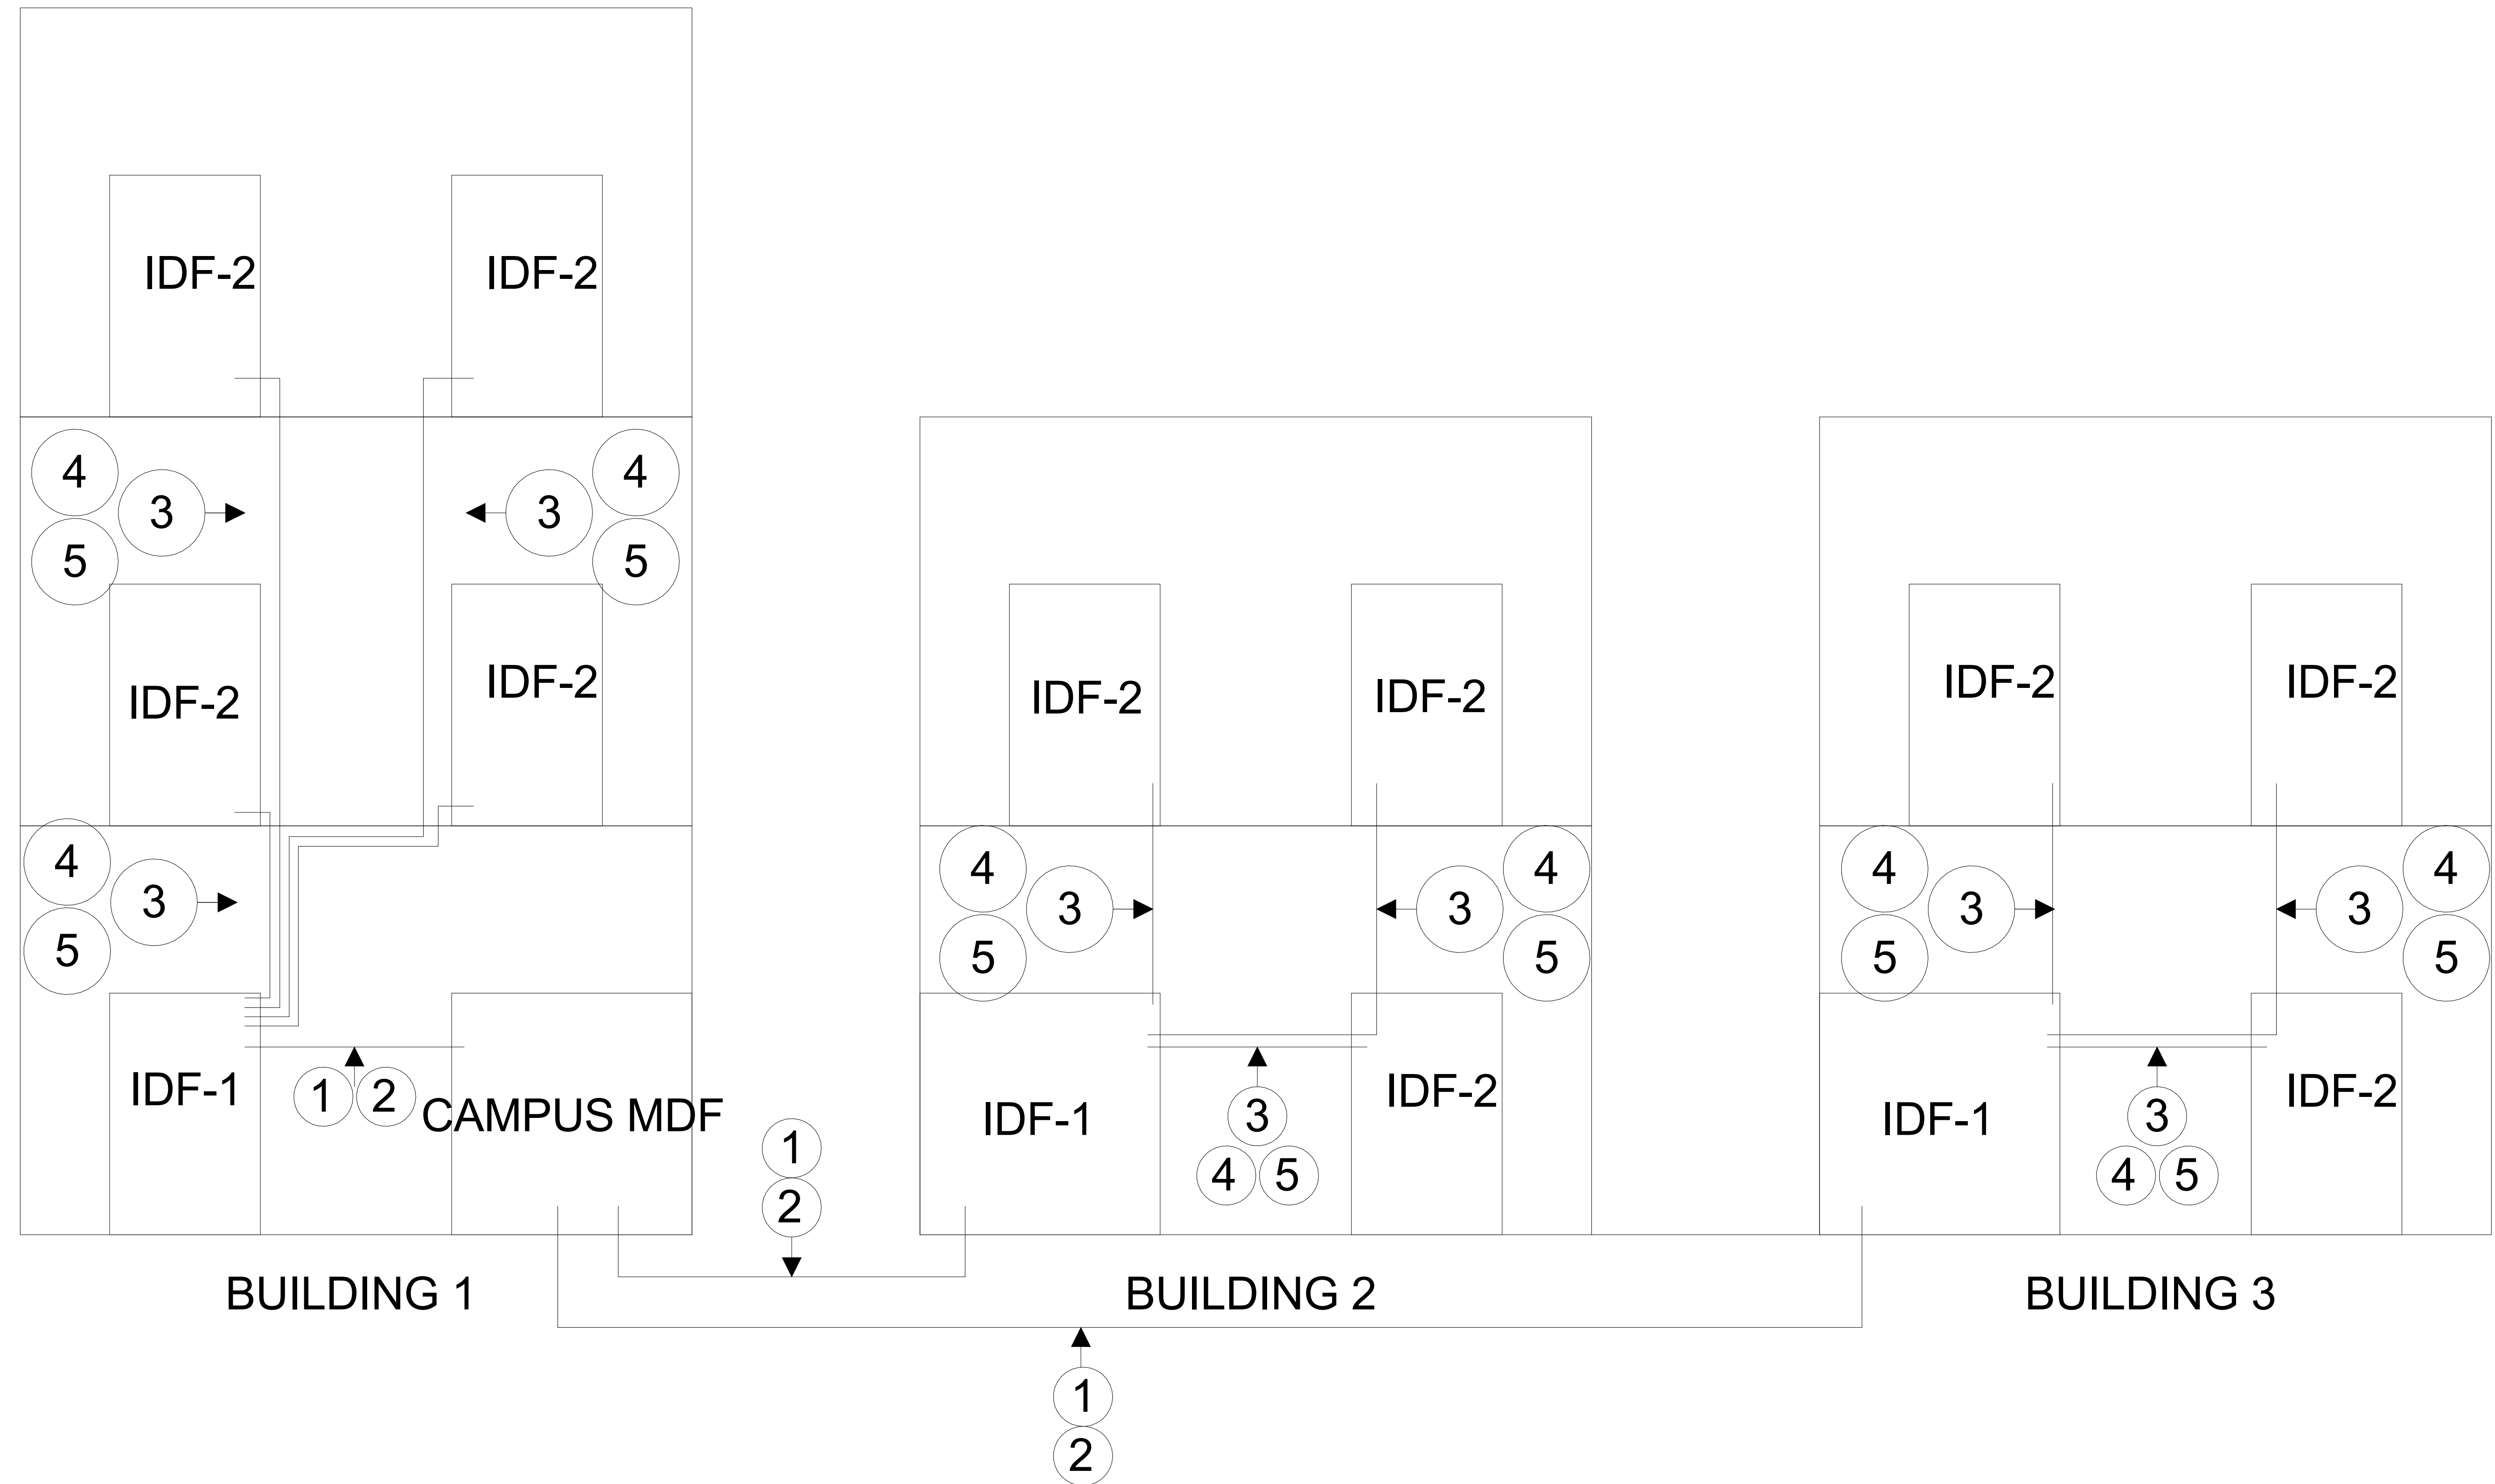 IDF-2 IDF-2
4 3 3 4
5 5
IDF-2 IDF-2 IDF-2 IDF-2 IDF-2 IDF-2
4 3 4 3 3 4 4 3 3 4
5 5 5 5 5
IDF-1 1 2 CAMPUS MDF IDF-1 3 IDF-2 IDF-1 3 IDF-2
1 4 5 4 5
2
BUILDING 1 BUILDING 2 BUILDING 3
1
2